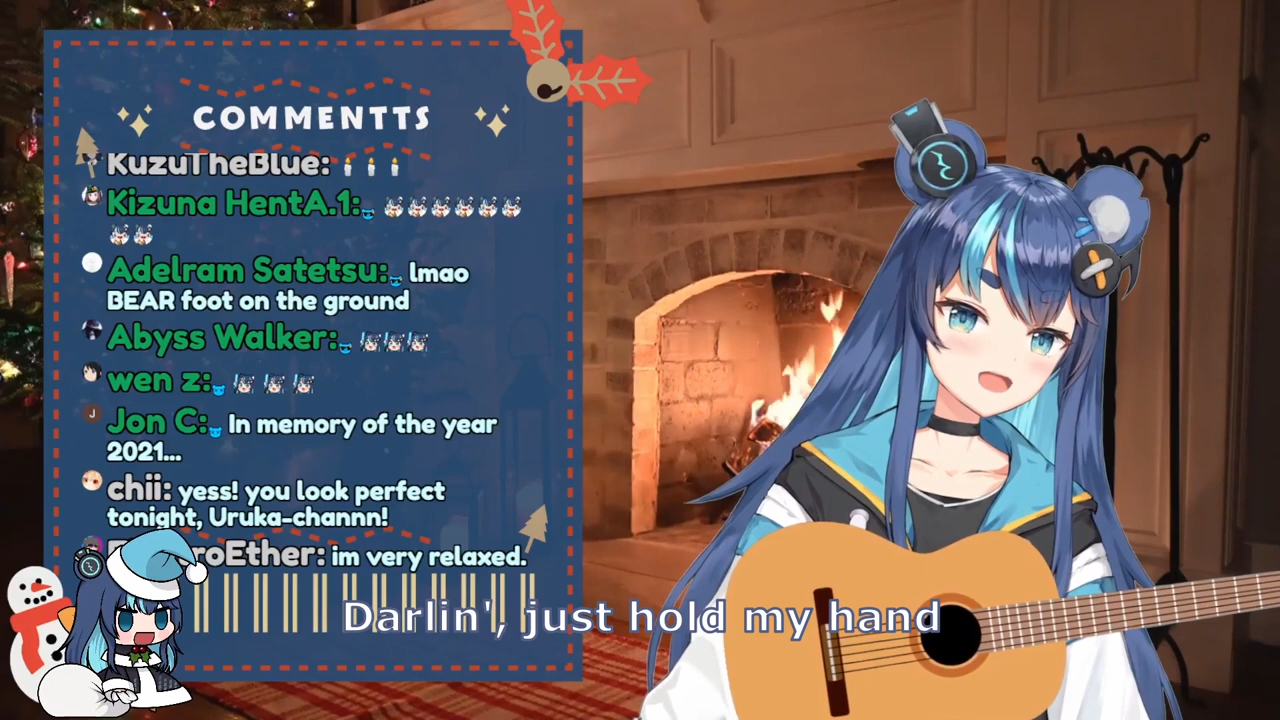 COMMENTTS
KuzuTheBlue:
Kizuna HentA.1:
Adelram Satetsu: lmao
BEAR foot on the ground
Abyss Walker:
wen z:
J
Jon C: In memory of the year
2021...
chii: yess! you look perfect
tonight, Uruka-channn!
roEther: im very relaxed.
Darlin', just hold my hand